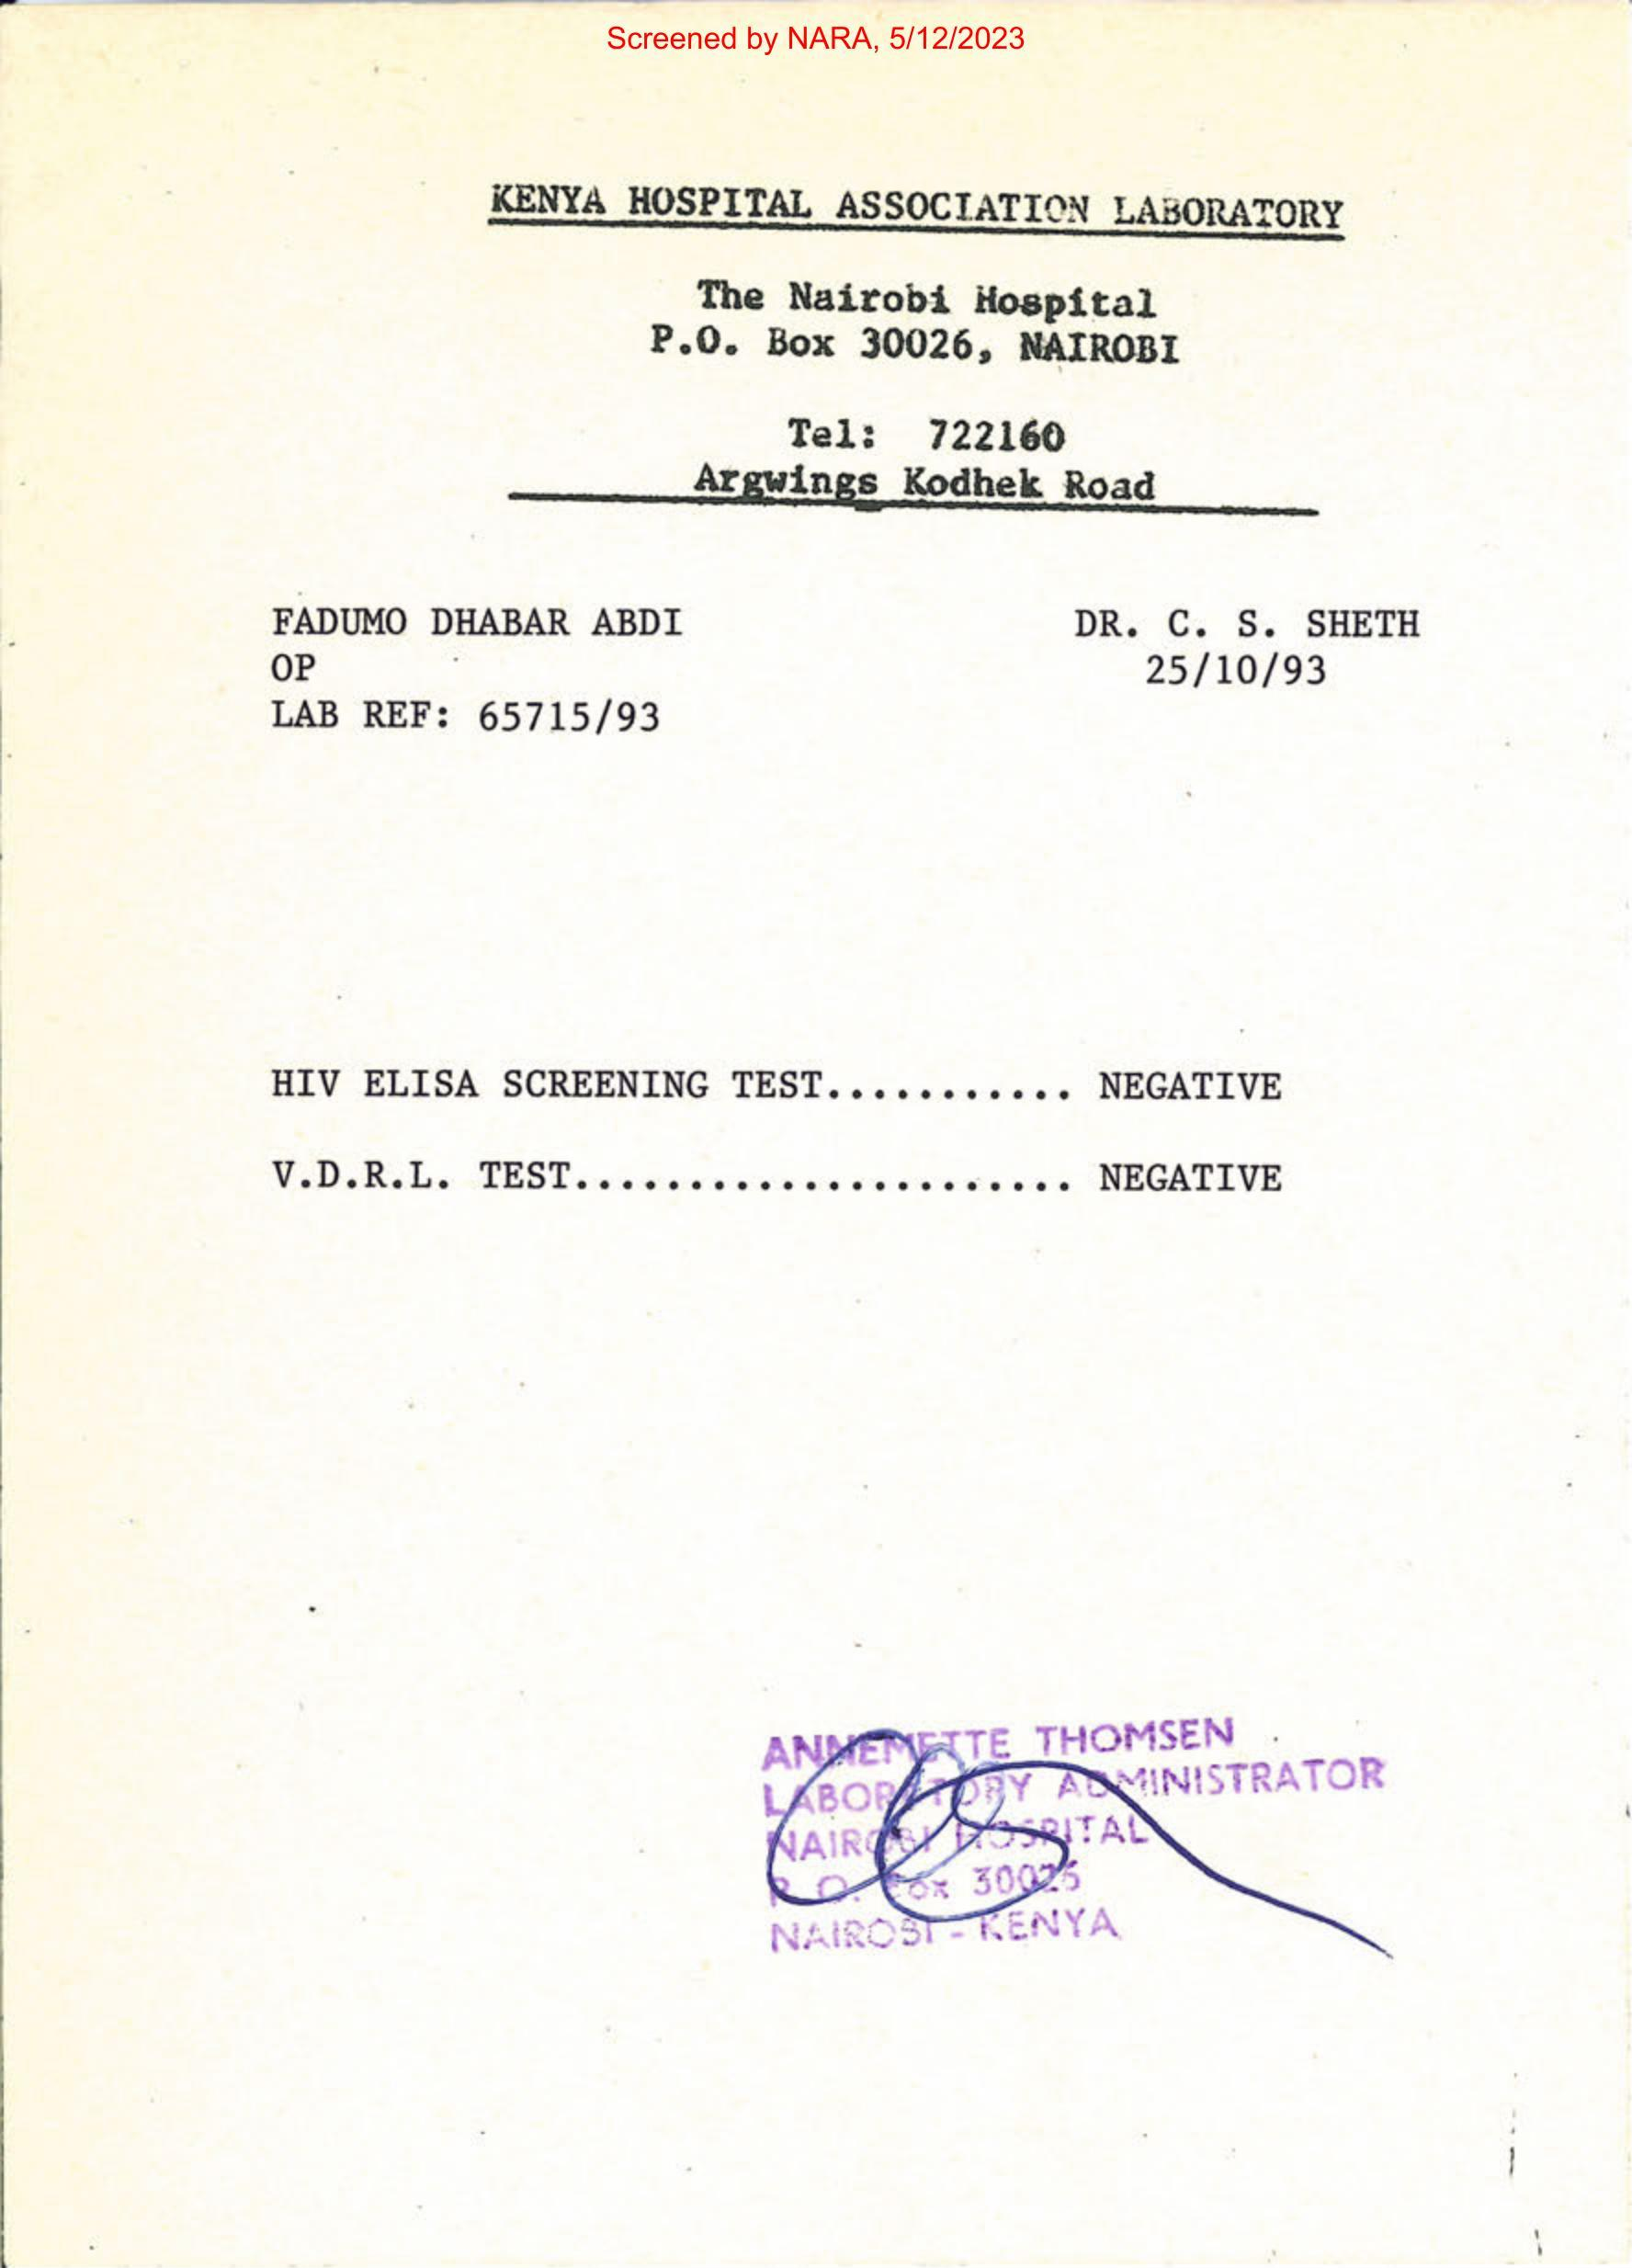 Screened by NARA, 5/12/2023
KENYA HOSPITAL ASSOCIATION LABORATORY
The Nairobi Hospital
P.O. Box 30026, NAIROBI
Tel: 722160
Argwings Kodhek Road
FADUMO DHABAR ABDI DR. C. S. SHETH
OP 25/10/93
LAB REF: 65715/93
HIV ELISA SCREENING TEST........... NEGATIVE
V.D.R.L. TEST...................... NEGATIVE
ANNEMETTE THOMSEN
LABORATORY ADMINISTRATOR
NAIROBI HOSPITAL
P. O. Box 30026
NAIROBI - KENYA